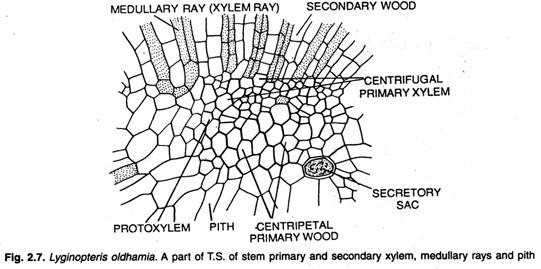 MEDULLARY RAY (XYLEM RAY)
SECONDARY WOOD
CENTRIFUGAL
PRIMARY XYLEM
SECRETORY
SAC
PROTOXYLEM
PITH
CENTRIPETAL
PRIMARY WOOD
Fig. 2.7. Lyginopteris oldhamia. A part of T.S. of stem primary and secondary xylem, medullary rays and pith